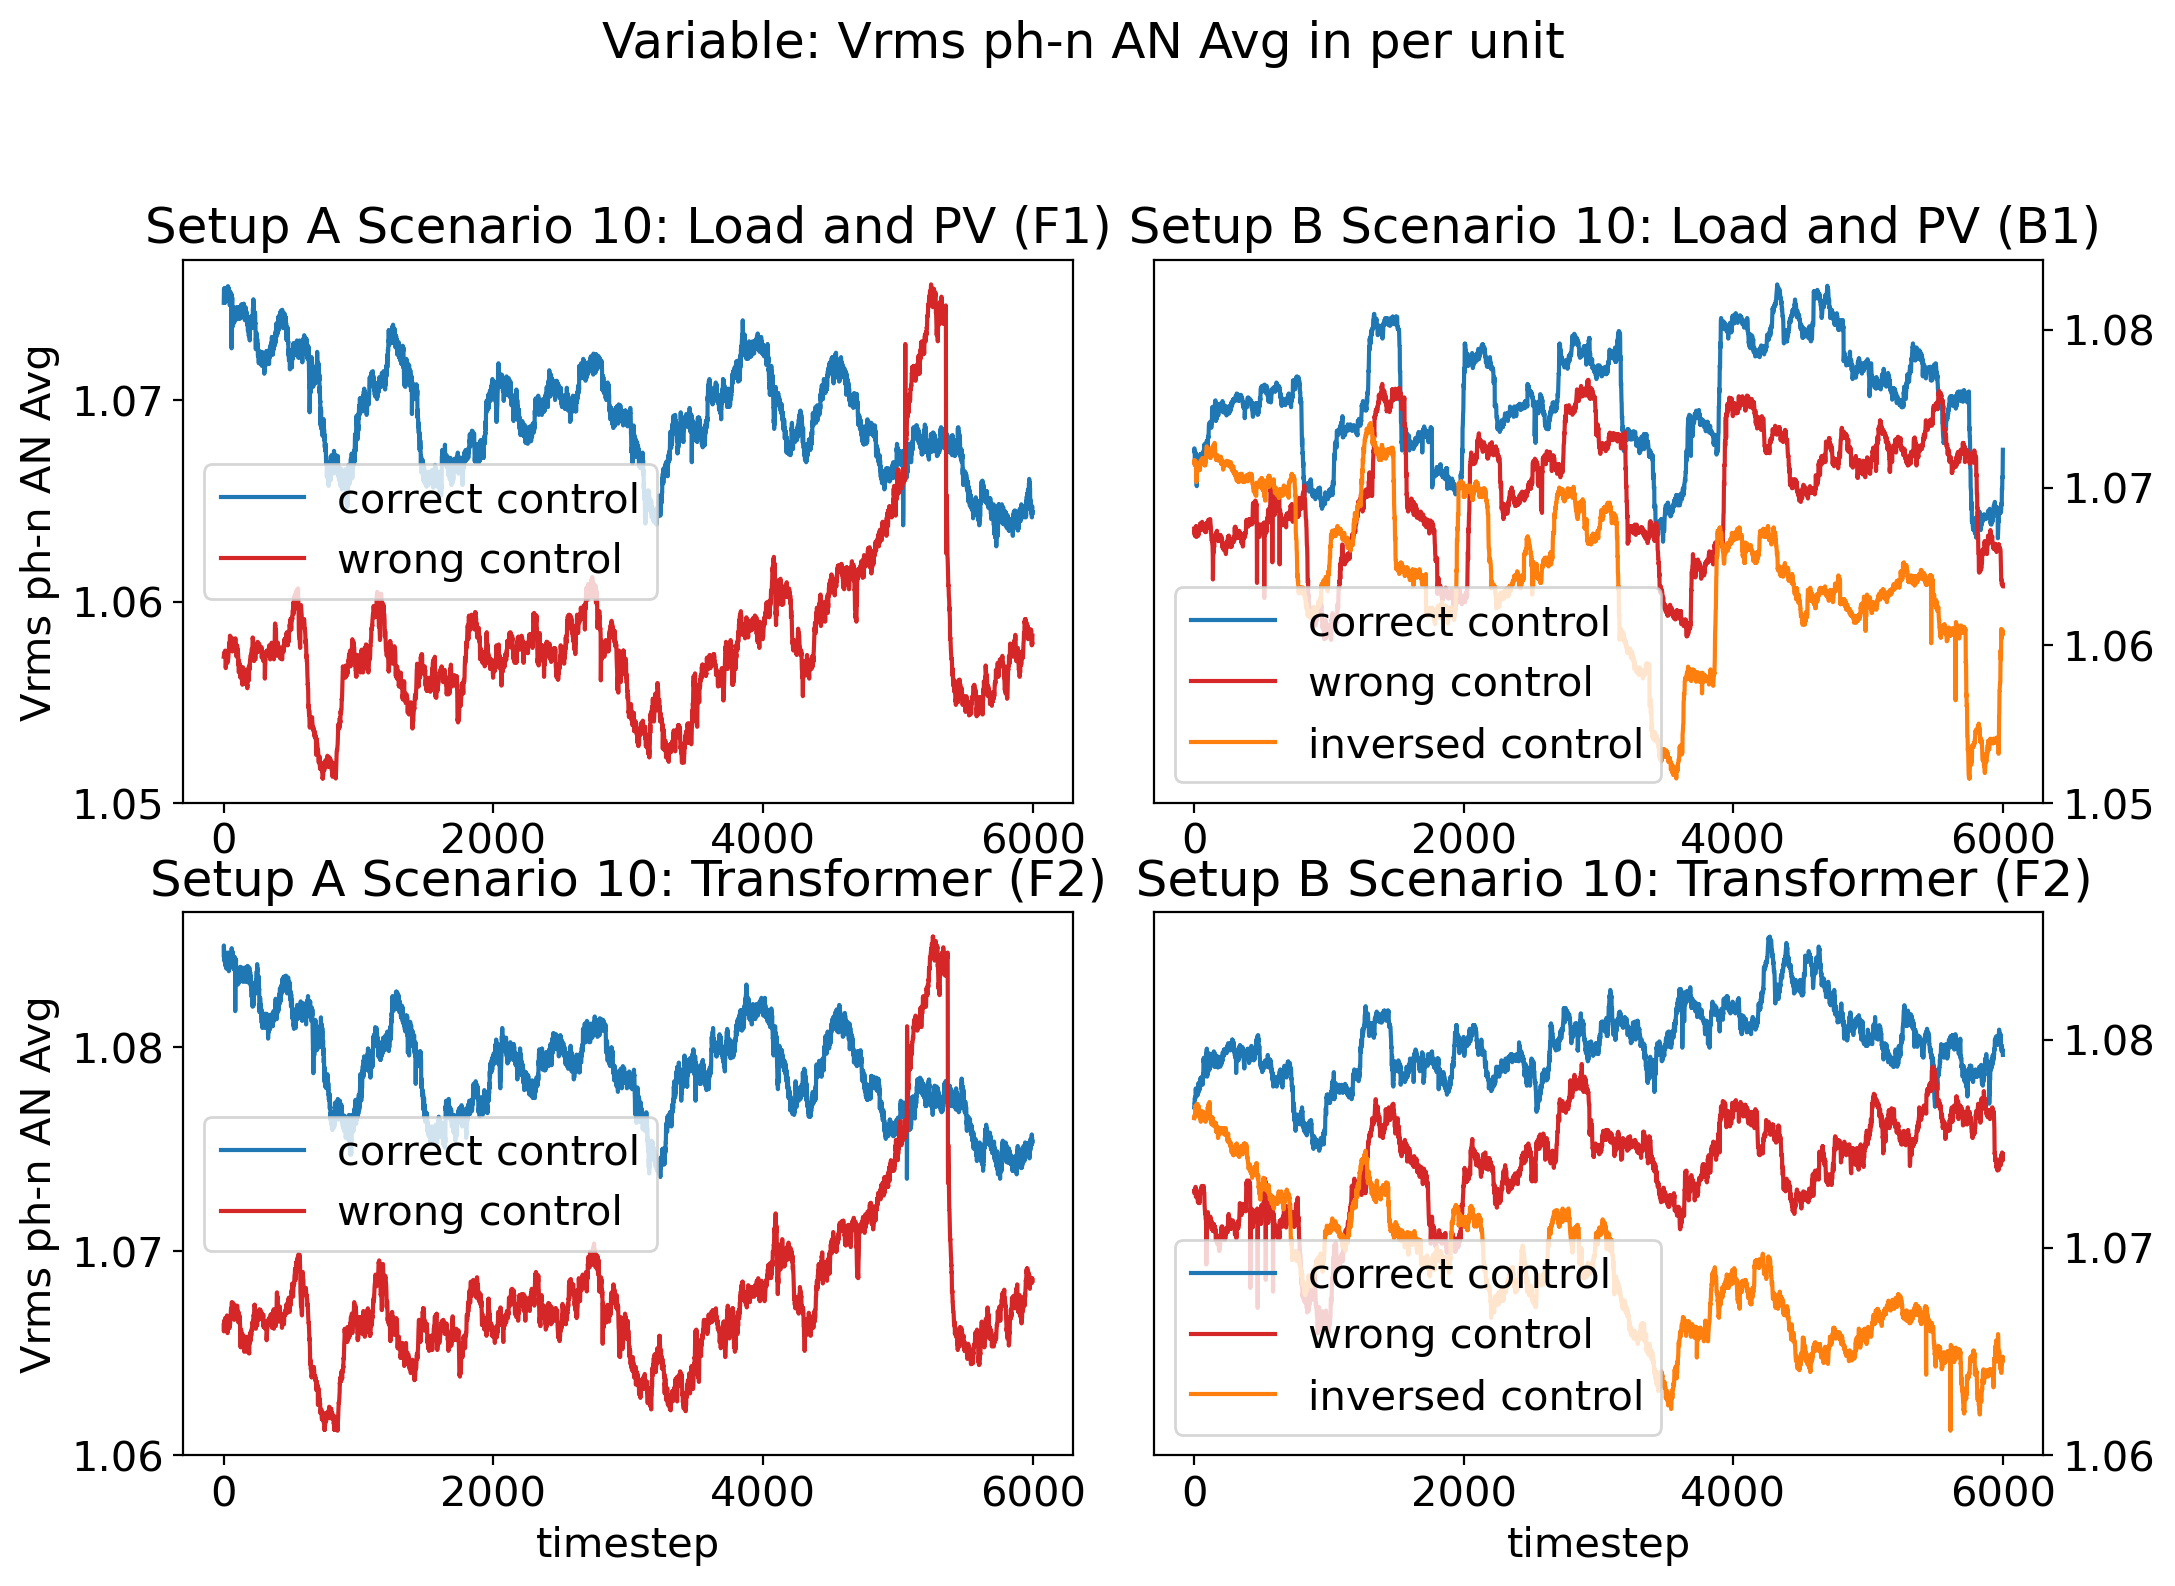 Variable: Vrms ph-n AN Avg in per unit
Setup A Scenario 10: Load and PV (F1)
Setup B Scenario 10: Load and PV (B1)
Vrms ph-n AN Avg
1.07
1.06
1.05
correct control
wrong control
0 2000 4000 6000
1.08
1.07
1.06
1.05
correct control
wrong control
inversed control
0 2000 4000 6000
Setup A Scenario 10: Transformer (F2)
Setup B Scenario 10: Transformer (F2)
Vrms ph-n AN Avg
1.08
1.07
1.06
correct control
wrong control
0 2000 4000 6000
timestep
1.08
1.07
1.06
correct control
wrong control
inversed control
0 2000 4000 6000
timestep